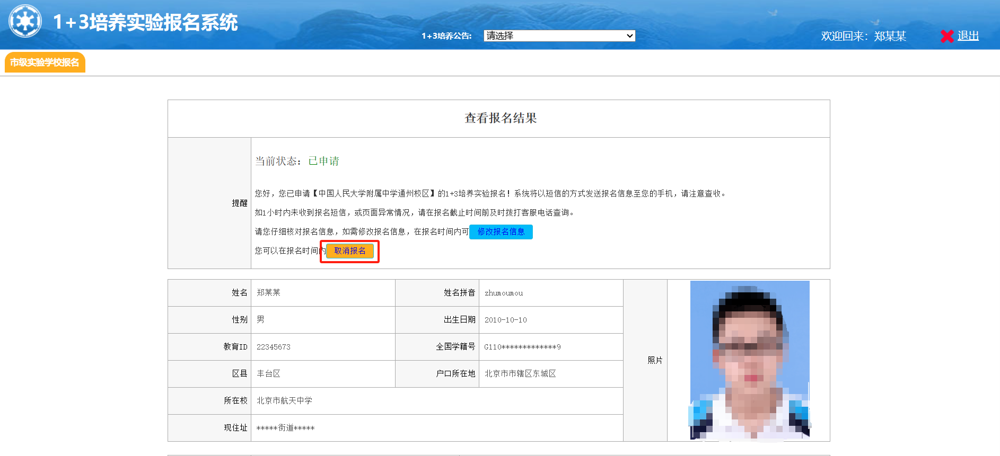 1+3培养实验报名系统
1+3培养公告: 请选择
欢迎回来: 郑某某 退出
市级实验学校报名
查看报名结果
提醒
当前状态: 已申请
您好，您已申请【中国人民大学附属中学通州校区】的1+3培养实验报名！系统将以短信的方式发送报名信息至您的手机，请注意查收。
如1小时内未收到报名短信，或页面异常情况，请在报名截止时间前及时拨打客服电话查询。
请您仔细核对报名信息，如需修改报名信息，在报名时间内可 修改报名信息
您可以在报名时间内 取消报名
姓名 郑某某 姓名拼音 zhumoumou
性别 男 出生日期 2010-10-10
教育ID 22345673 全国学籍号 G110*************9
区县 丰台区 户口所在地 北京市市辖区东城区
照片
所在校 北京市航天中学
现住址 *****街道*****